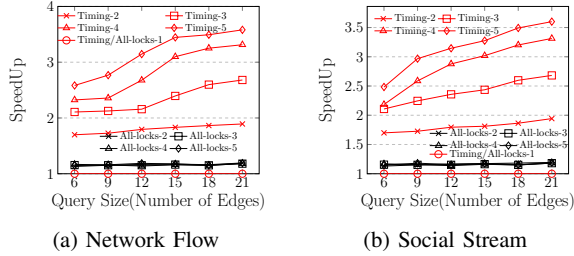 Timing-2 Timing-3
Timing-4 Timing-5
Timing/All-locks-1
All-locks-2 All-locks-3
All-locks-4
All-locks-5
SpeedUp
4
3
2
1
6 9 12 15 18 21
Query Size(Number of Edges)
(a) Network Flow
Timing-2 Timing-3
Timing-4 Timing-5
All-locks-2 All-locks-3
All-locks-4 All-locks-5
Timing/All-locks-1
SpeedUp
3.5
3
2.5
2
1.5
1
6 9 12 15 18 21
Query Size(Number of Edges)
(b) Social Stream